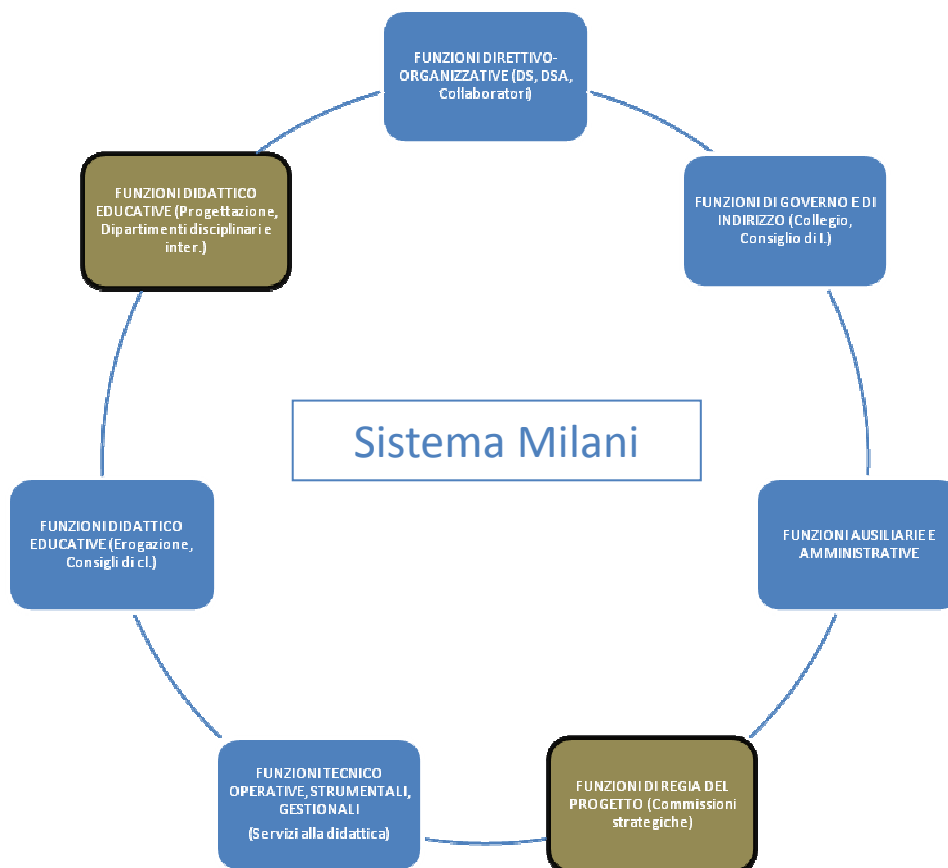 FUNZIONI DIRETTIVO-
ORGANIZZATIVE (DS, DSA,
Collaboratori)
FUNZIONI DI GOVERNO E DI
INDIRIZZO (Collegio,
Consiglio di I.)
FUNZIONI AUSILIARIE E
AMMINISTRATIVE
FUNZIONI DI REGIA DEL
PROGETTO (Commissioni
strategiche)
FUNZIONI TECNICO
OPERATIVE, STRUMENTALI,
GESTIONALI
(Servizi alla didattica)
FUNZIONI DIDATTICO
EDUCATIVE (Erogazione,
Consigli di cl.)
FUNZIONI DIDATTICO
EDUCATIVE (Progettazione,
Dipartimenti disciplinari e
inter.)
Sistema Milani